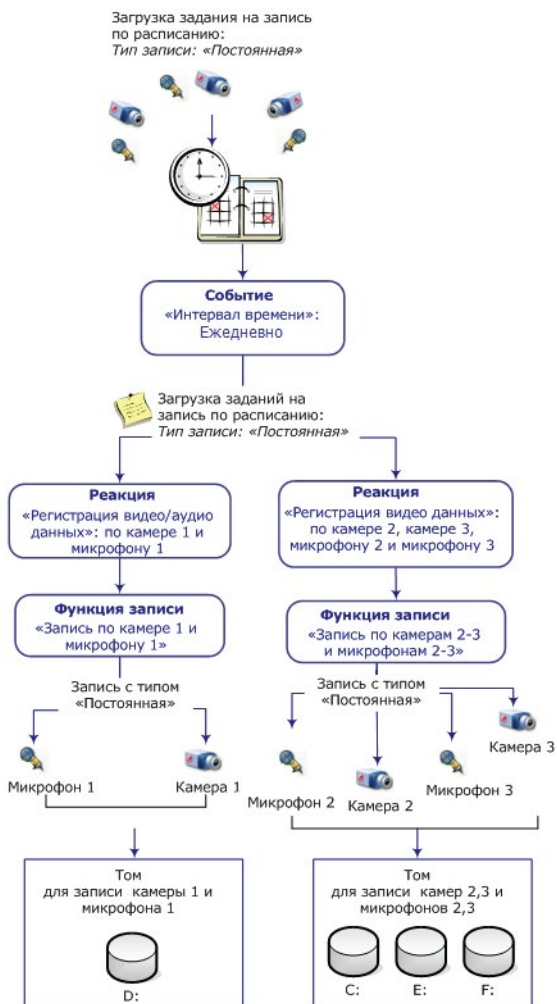 Загрузка задания на запись
по расписанию:
Тип записи: «Постоянная»
Событие
«Интервал времени»:
Ежедневно
Загрузка заданий на
запись по расписанию:
Тип записи: «Постоянная»
Реакция
«Регистрация видео/аудио
данных»: по камере 1 и
микрофону 1
Реакция
«Регистрация видео данных»:
по камере 2, камере 3,
микрофону 2 и микрофону 3
Функция записи
«Запись по камере 1 и
микрофону 1»
Функция записи
«Запись по камерам 2-3
и микрофонам 2-3»
Запись с типом
«Постоянная»
Микрофон 1
Камера 1
Запись с типом
«Постоянная»
Микрофон 2
Камера 2
Микрофон 3
Камера 3
Том
для записи камеры 1 и
микрофона 1
D:
Том
для записи камер 2,3 и
микрофонов 2,3
C:
E:
F: